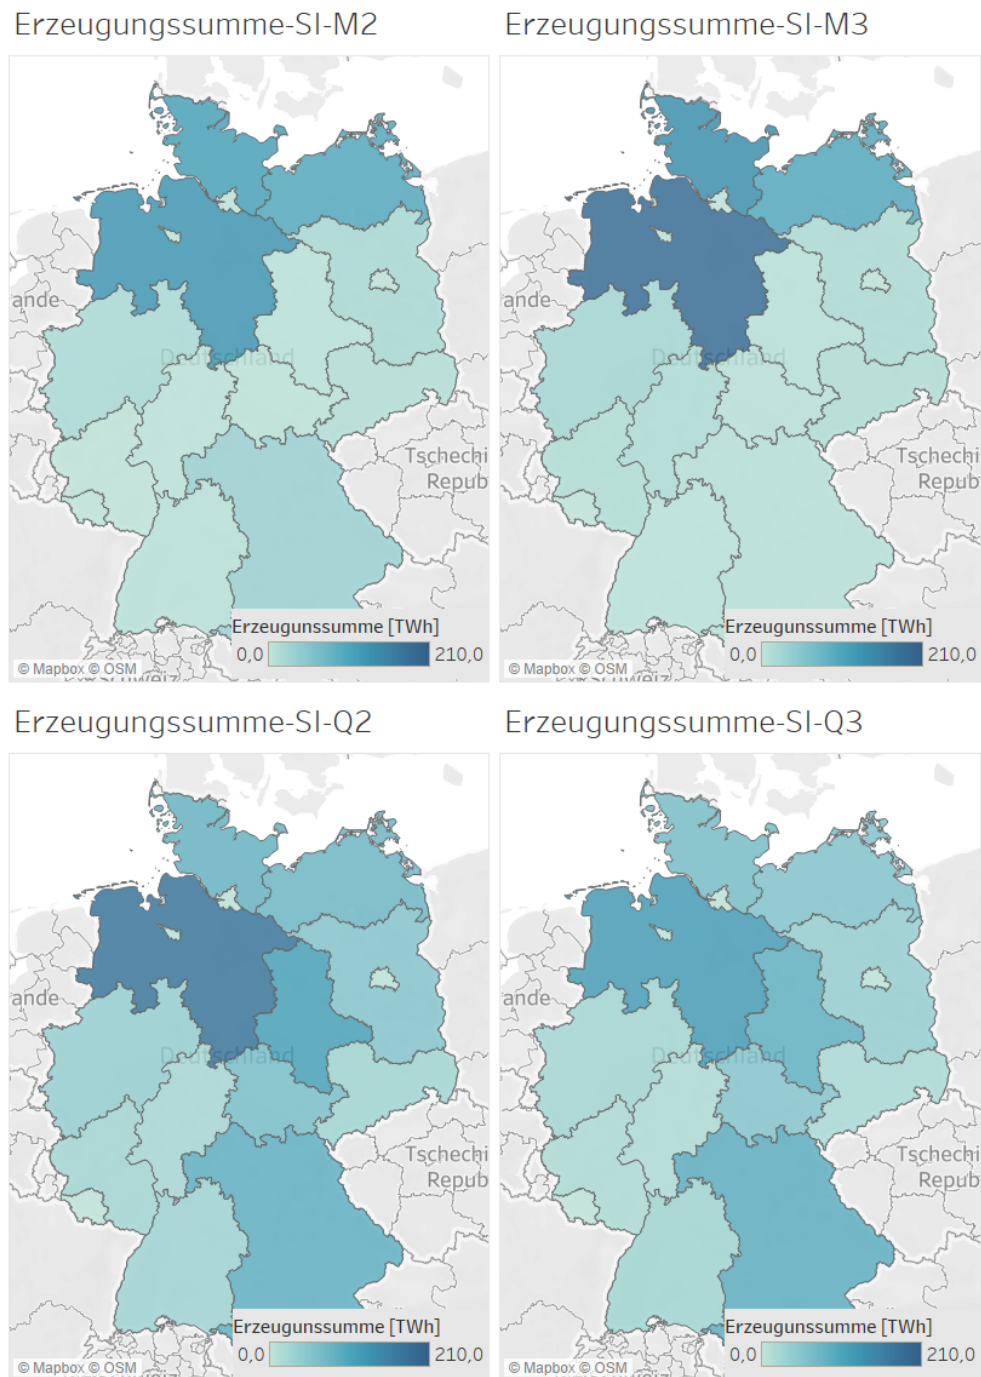 Erzeugungssumme-SI-M2
Erzeugungssumme-SI-M3
ande
Deutschland
Tschechi
Repub
Erzeugunssumme [TWh]
0,0 210,0
© Mapbox © OSM
Schweiz
ande
Deutschland
Tschechi
Repub
Erzeugunssumme [TWh]
0,0 210,0
© Mapbox © OSM
Schweiz
Erzeugungssumme-SI-Q2
Erzeugungssumme-SI-Q3
ande
Deutschland
Tschechi
Repub
Erzeugunssumme [TWh]
0,0 210,0
© Mapbox © OSM
ande
Deutschland
Tschechi
Repub
Erzeugunssumme [TWh]
0,0 210,0
© Mapbox © OSM